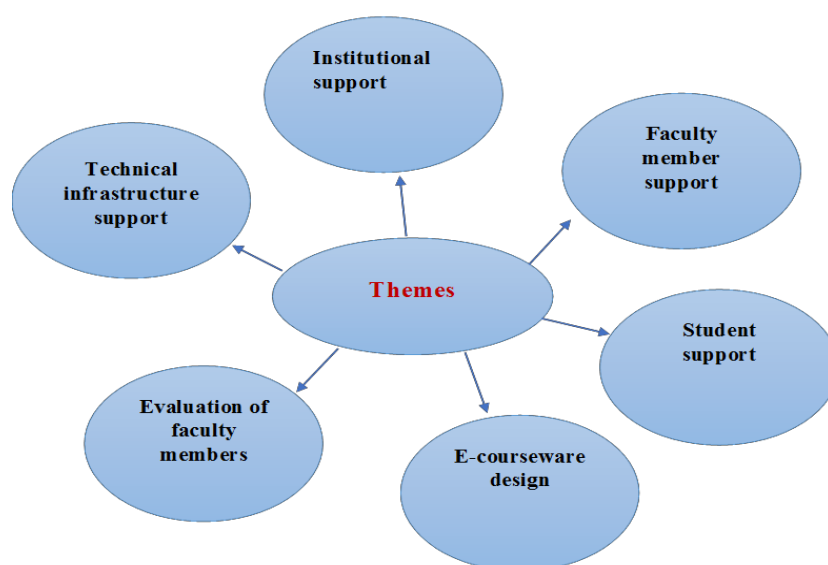 Institutional
support
Faculty
member
support
Technical
infrastructure
support
Themes
Student
support
Evaluation of
faculty
members
E-courseware
design